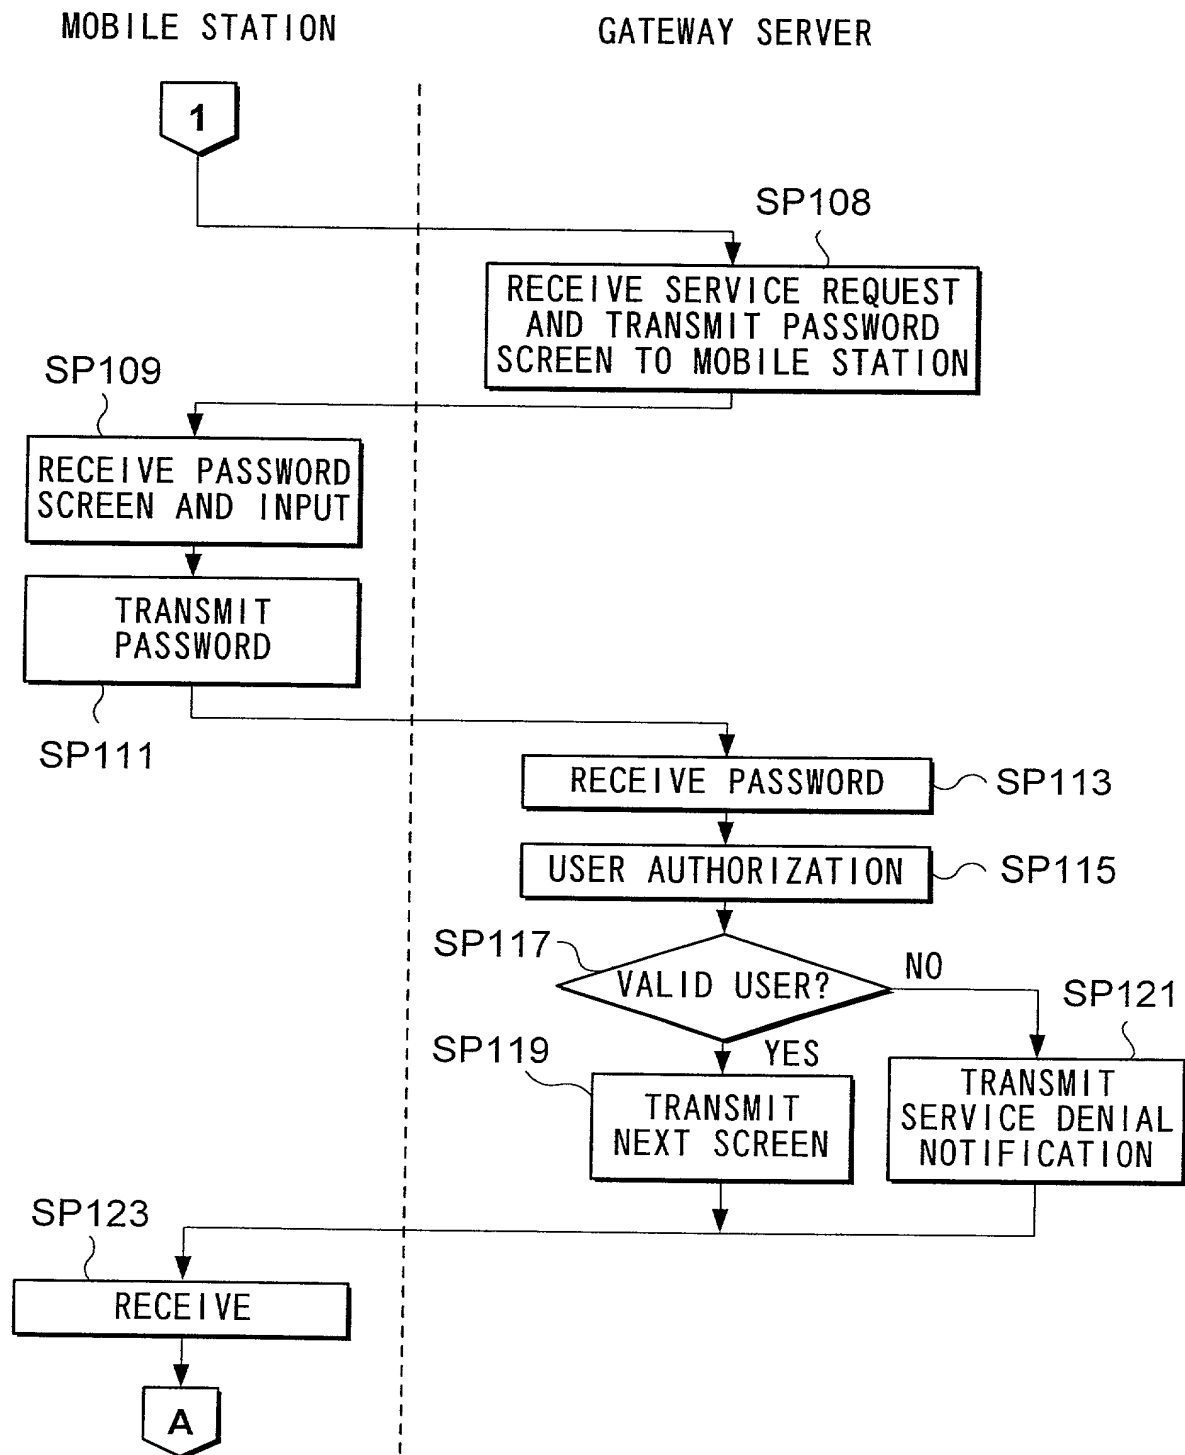 MOBILE STATION
GATEWAY SERVER
1
SP108
RECEIVE SERVICE REQUEST
AND TRANSMIT PASSWORD
SCREEN TO MOBILE STATION
SP109
RECEIVE PASSWORD
SCREEN AND INPUT
TRANSMIT
PASSWORD
SP111
RECEIVE PASSWORD
SP113
USER AUTHORIZATION
SP115
SP117
VALID USER?
NO
SP121
SP119
YES
TRANSMIT
NEXT SCREEN
TRANSMIT
SERVICE DENIAL
NOTIFICATION
SP123
RECEIVE
A